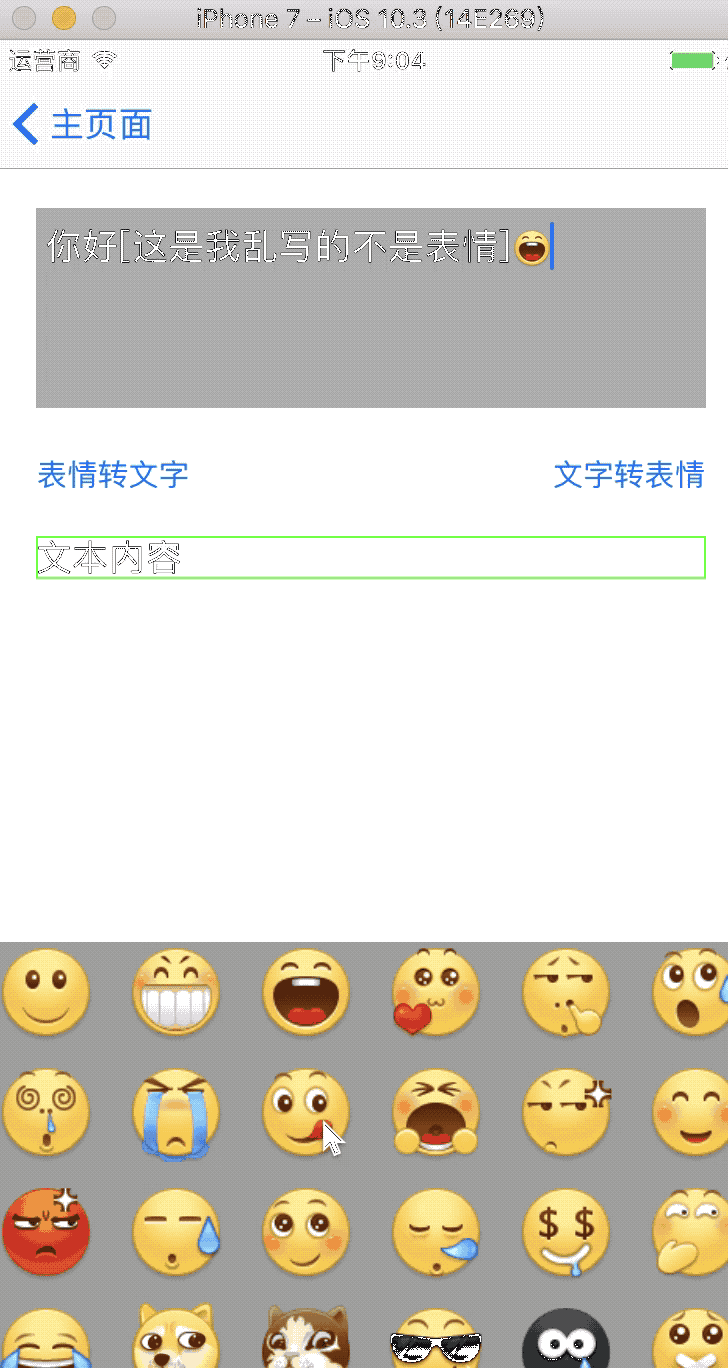 iPhone 7 – iOS 10.3 (14E269)
运营商 下午9:04
主页面
你好[这是我乱写的不是表情]😄
表情转文字 文字转表情
文本内容